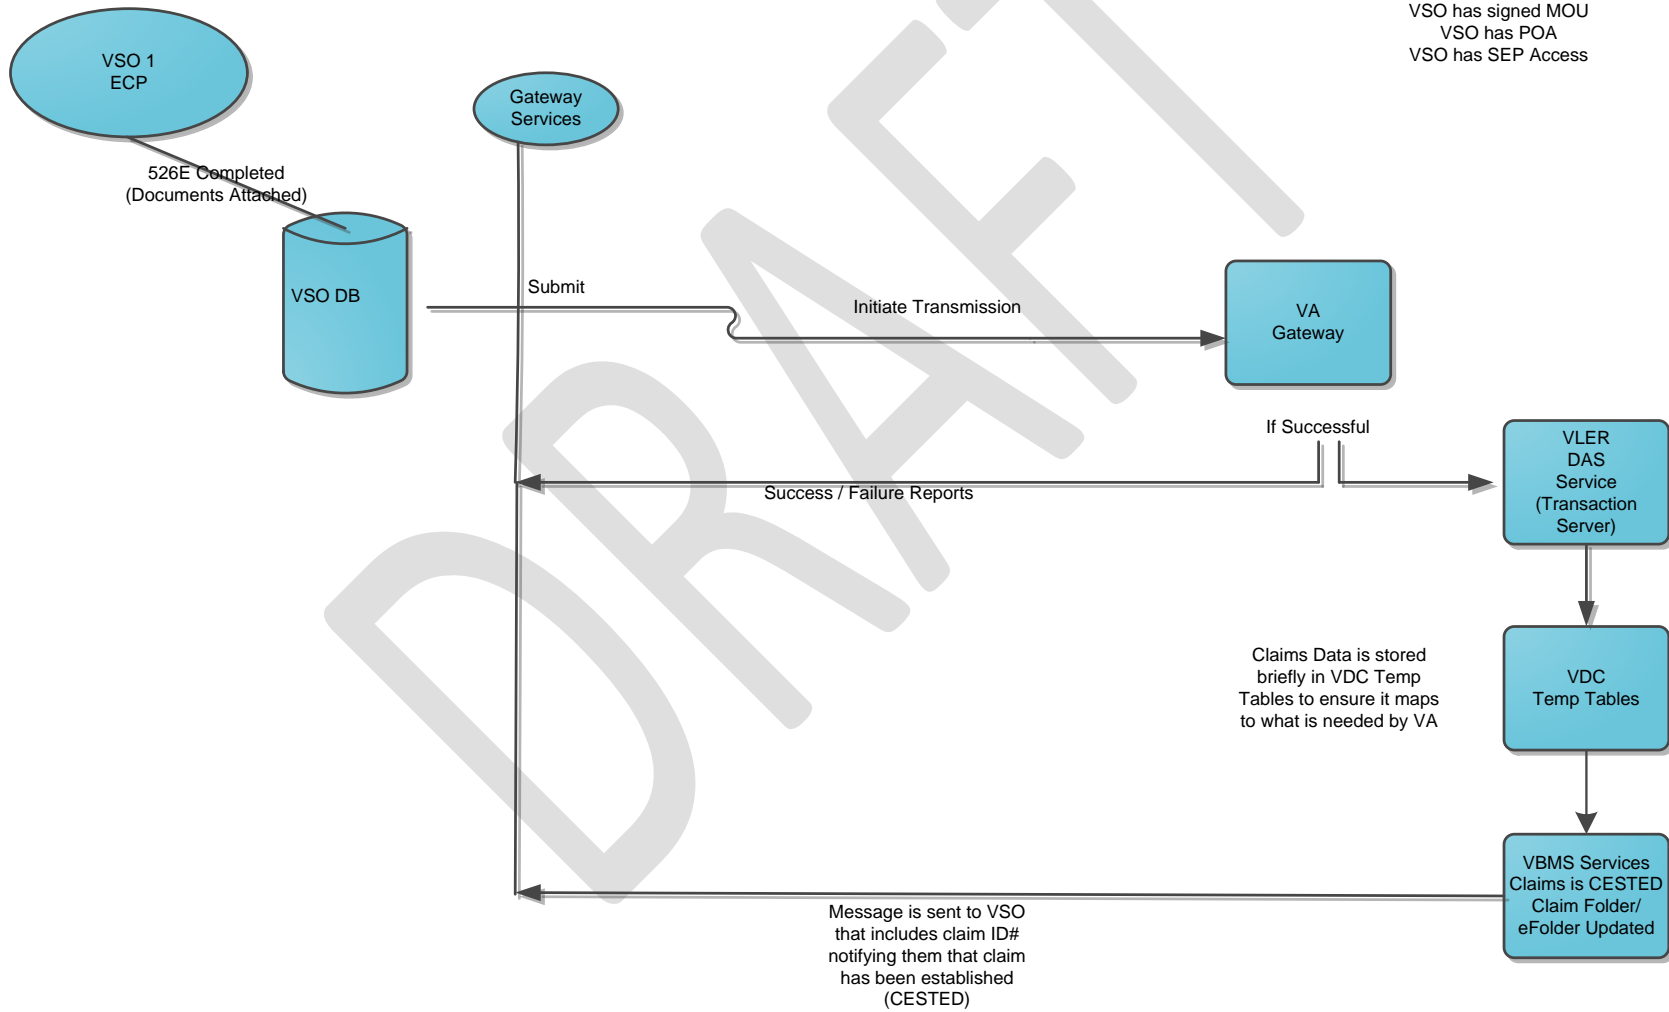 VSO has signed MOU
VSO has POA
VSO has SEP Access
VSO 1
ECP
Gateway
Services
526E Completed
(Documents Attached)
VSO DB
Submit
Initiate Transmission
VA
Gateway
If Successful
Success / Failure Reports
VLER
DAS
Service
(Transaction
Server)
Claims Data is stored
briefly in VDC Temp
Tables to ensure it maps
to what is needed by VA
VDC
Temp Tables
VBMS Services
Claims is CESTED
Claim Folder/
eFolder Updated
Message is sent to VSO
that includes claim ID#
notifying them that claim
has been established
(CESTED)
DRAFT